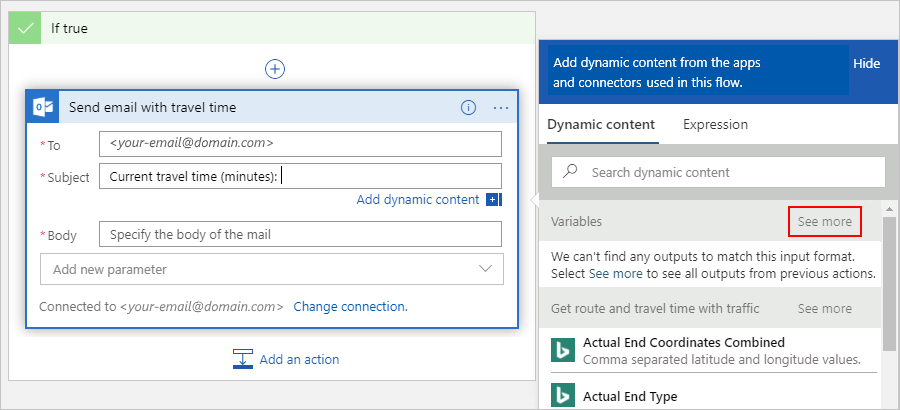 If true
Send email with travel time
* To
<your-email@domain.com>
* Subject
Current travel time (minutes):
Add dynamic content
* Body
Specify the body of the mail
Add new parameter
Connected to <your-email@domain.com> Change connection.
Add an action
Add dynamic content from the apps
and connectors used in this flow.
Hide
Dynamic content
Expression
Search dynamic content
Variables
See more
We can't find any outputs to match this input format.
Select See more to see all outputs from previous actions.
Get route and travel time with traffic
See more
Actual End Coordinates Combined
Comma separated latitude and longitude values.
Actual End Type